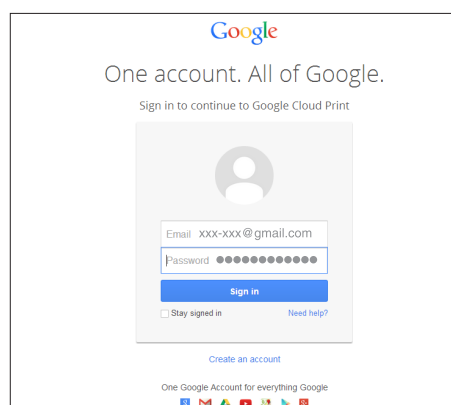 Google
One account. All of Google.
Sign in to continue to Google Cloud Print
Email xxx-xxx@gmail.com
Password ●●●●●●●●●●●●
Sign in
Stay signed in Need help?
Create an account
One Google Account for everything Google